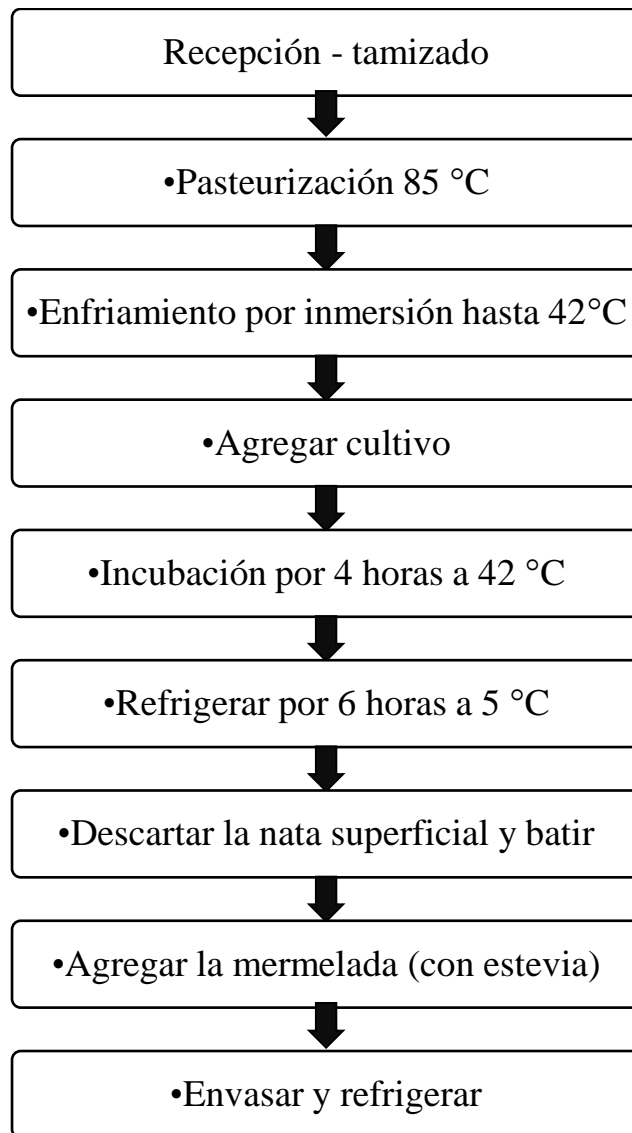 Recepción - tamizado
•Pasteurización 85 °C
•Enfriamiento por inmersión hasta 42°C
•Agregar cultivo
•Incubación por 4 horas a 42 °C
•Refrigerar por 6 horas a 5 °C
•Descartar la nata superficial y batir
•Agregar la mermelada (con estevia)
•Envasar y refrigerar